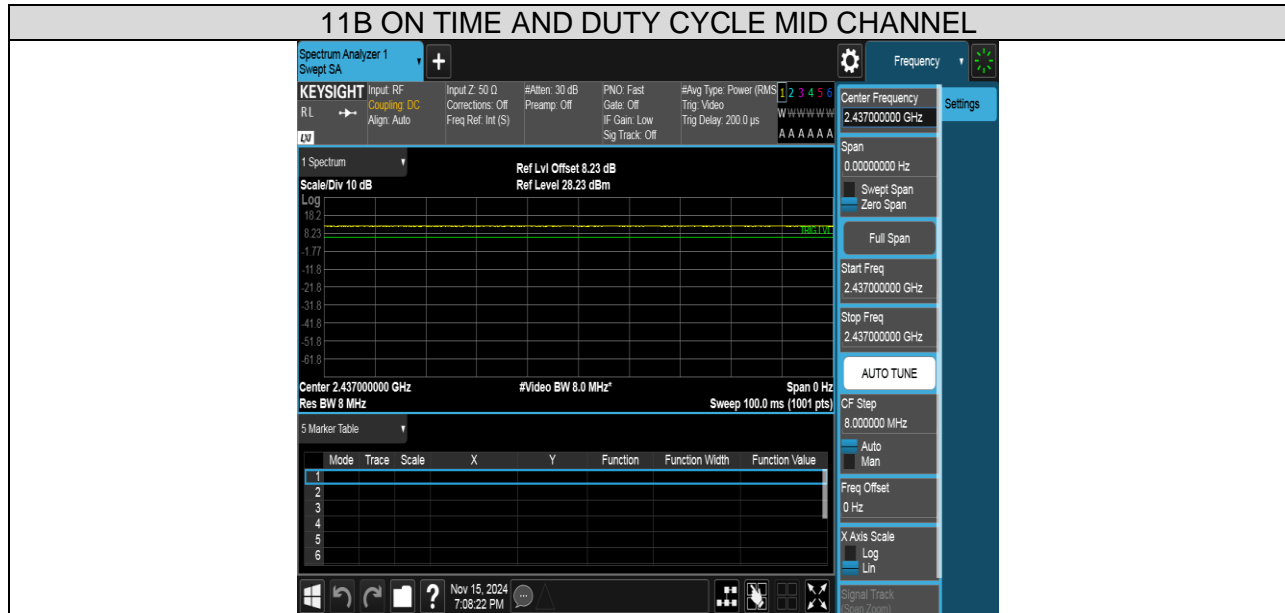 11B ON TIME AND DUTY CYCLE MID CHANNEL
Spectrum Analyzer 1
Swept SA
+
Frequency
KEYSIGHT
RL
LXI
Input: RF
Coupling: DC
Align: Auto
Input Z: 50 Ω
Corrections: Off
Freq Ref: Int (S)
#Atten: 30 dB
Preamp: Off
PNO: Fast
Gate: Off
IF Gain: Low
Sig Track: Off
#Avg Type: Power (RMS
Trig: Video
Trig Delay: 200.0 µs
1 2 3 4 5 6
W W W W W W
A A A A A A
Center Frequency
2.437000000 GHz
Settings
Span
0.00000000 Hz
Swept Span
Zero Span
Full Span
Start Freq
2.437000000 GHz
Stop Freq
2.437000000 GHz
AUTO TUNE
CF Step
8.000000 MHz
Auto
Man
Freq Offset
0 Hz
X Axis Scale
Log
Lin
Signal Track
(Span Zoom)
1 Spectrum
Scale/Div 10 dB
Ref Lvl Offset 8.23 dB
Ref Level 28.23 dBm
Log
18.2
8.23
-1.77
-11.8
-21.8
-31.8
-41.8
-51.8
-61.8
TRIG LVL
Center 2.437000000 GHz
#Video BW 8.0 MHz*
Span 0 Hz
Res BW 8 MHz
Sweep 100.0 ms (1001 pts)
5 Marker Table
Mode Trace Scale X Y Function Function Width Function Value
1
2
3
4
5
6
?
Nov 15, 2024
7:08:22 PM